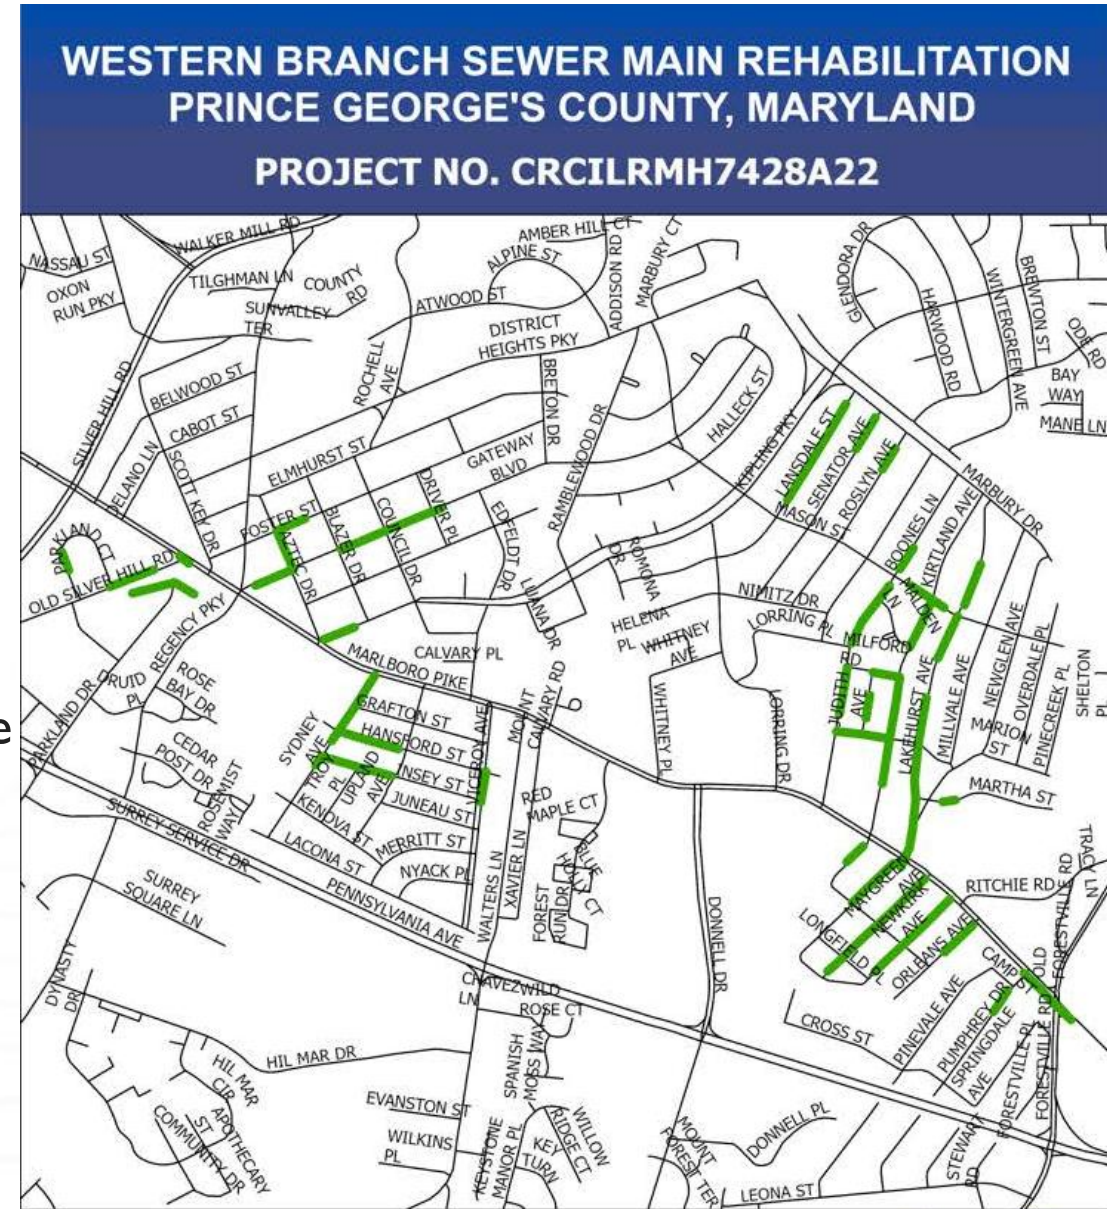 WESTERN BRANCH SEWER MAIN REHABILITATION
PRINCE GEORGE'S COUNTY, MARYLAND
PROJECT NO. CRCILRMH7428A22
WALKER MILL RD
AMBER HILL CT
ALPINE ST
ADDISON RD
MARBURY CT
GLENDORA DR
NASSAU ST
OXON
RUN PKY
TILGHMAN LN
COUNTY
RD
SUNVALLEY
TER
ATWOOD ST
DISTRICT
HEIGHTS PKY
HARWOOD RD
WINTERGREEN AVE
BREWTON ST
ODE RD
BAY
WAY
MANE LN
SILVER HILL RD
BELWOOD ST
CABOT ST
ROCHELL
AVE
BRETON DR
HALLECK ST
KIPLING PKY
DELANO LN
SCOTT KEY DR
ELMHURST ST
GATEWAY
BLVD
RAMBLEWOOD DR
LANSDALE ST
SENATOR AVE
ROSLYN AVE
MASON ST
MARBURY DR
FOSTER ST
AZTEC DR
BLAZER DR
COUNCIL DR
DRIVER PL
EDFELDT DR
BOONES LN
KIRTLAND AVE
PARKLAND CT
OLD SILVER HILL RD
LUANA DR
ROMONA
DR
HELENA
PL
WHITNEY
AVE
NIMITZ DR
LORRING PL
MALDEN
LN
MILFORD
RD
REGENCY PKY
CALVARY PL
MARLBORO PIKE
DRUID
PL
ROSE
BAY DR
PARKLAND DR
GRAFTON ST
HANSFORD ST
NSEY ST
JUNEAU ST
MERRITT ST
NYACK PL
SYDNEY
AVE
TROY
PL
UPLAND
AVE
KENOVA ST
LACONA ST
VICEROY AVE
MOUNT
CALVARY RD
WHITNEY PL
LORRING DR
JUDITH
AVE
LAKEHURST AVE
MILLVALE AVE
NEWGLEN AVE
OVERDALE PL
PINECREEK PL
SHELTON
PL
MARION
ST
MARTHA ST
CEDAR
POST DR
ROSEMIST
WAY
e
SURREY SERVICE DR
SURREY
SQUARE LN
PENNSYLVANIA AVE
WALTERS LN
XAVIER LN
RED
MAPLE CT
BLUE
HOLLY CT
FOREST
RUN DR
DONNELL DR
MAYGREEN
AVE
NEWKIRK
AVE
ORLEANS AVE
LONGFIELD PL
RITCHIE RD
TRACY LN
OLD
FORESTVILLE RD
CAMP ST
DYNASTY
DR
CHAVEZ
LN
WILD
ROSE CT
SPANISH
MOSS WAY
CROSS ST
PINEVALE AVE
PUMPHREY DR
SPRINGDALE
AVE
FORESTVILLE PL
FORESTVILLE RD
HIL MAR DR
HIL MAR
CIR
APOTHECARY
ST
COMMUNITY DR
EVANSTON ST
WILKINS
PL
KEYSTONE
MANOR PL
KEY
TURN
WILLOW
RIDGE CT
MOUNT
FOREST TER
DONNELL PL
LEONA ST
STEWART
RD